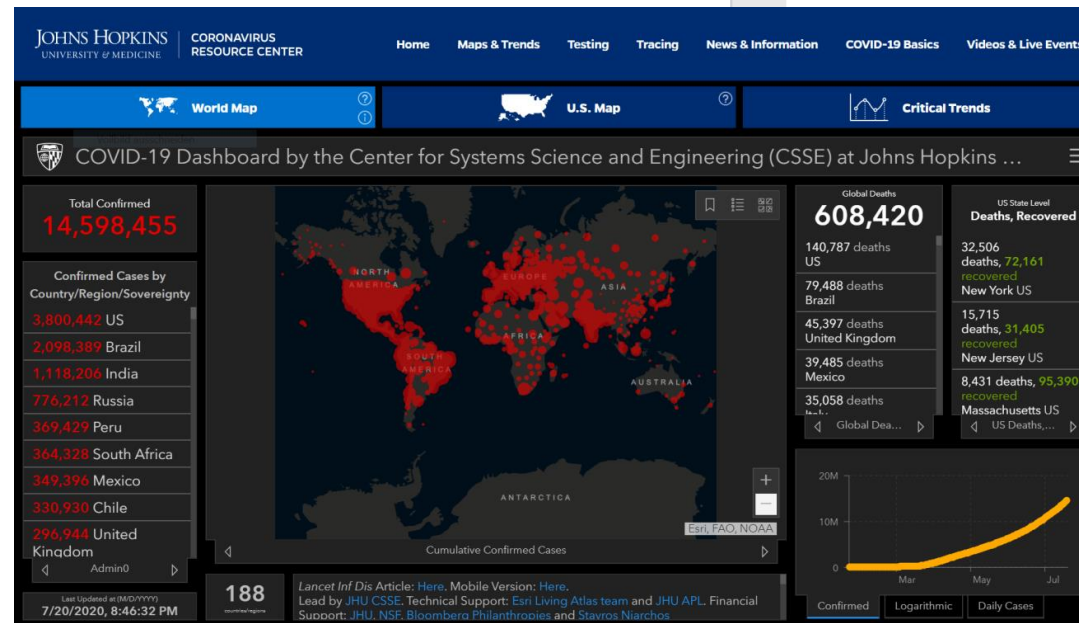 JOHNS HOPKINS
UNIVERSITY & MEDICINE
CORONAVIRUS
RESOURCE CENTER
Home
Maps & Trends
Testing
Tracing
News & Information
COVID-19 Basics
Videos & Live Events
World Map
U.S. Map
Critical Trends
COVID-19 Dashboard by the Center for Systems Science and Engineering (CSSE) at Johns Hopkins ...
Total Confirmed
14,598,455
Confirmed Cases by
Country/Region/Sovereignty
3,800,442 US
2,098,389 Brazil
1,118,206 India
776,212 Russia
369,429 Peru
364,328 South Africa
349,396 Mexico
330,930 Chile
296,944 United
Kingdom
Admin0
Last Updated at (M/D/YYYY)
7/20/2020, 8:46:32 PM
NORTH
AMERICA
EUROPE
ASIA
AFRICA
SOUTH
AMERICA
AUSTRALIA
ANTARCTICA
Esri, FAO, NOAA
Cumulative Confirmed Cases
188
countries/regions
Lancet Inf Dis Article: Here. Mobile Version: Here.
Lead by JHU CSSE. Technical Support: Esri Living Atlas team and JHU APL. Financial
Support: JHU, NSF, Bloomberg Philanthropies and Stavros Niarchos
Global Deaths
608,420
140,787 deaths
US
79,488 deaths
Brazil
45,397 deaths
United Kingdom
39,485 deaths
Mexico
35,058 deaths
Italy
Global Dea...
US State Level
Deaths, Recovered
32,506
deaths, 72,161
recovered
New York US
15,715
deaths, 31,405
recovered
New Jersey US
8,431 deaths, 95,390
recovered
Massachusetts US
US Deaths,...
20M
10M
0
Mar
May
Jul
Confirmed
Logarithmic
Daily Cases